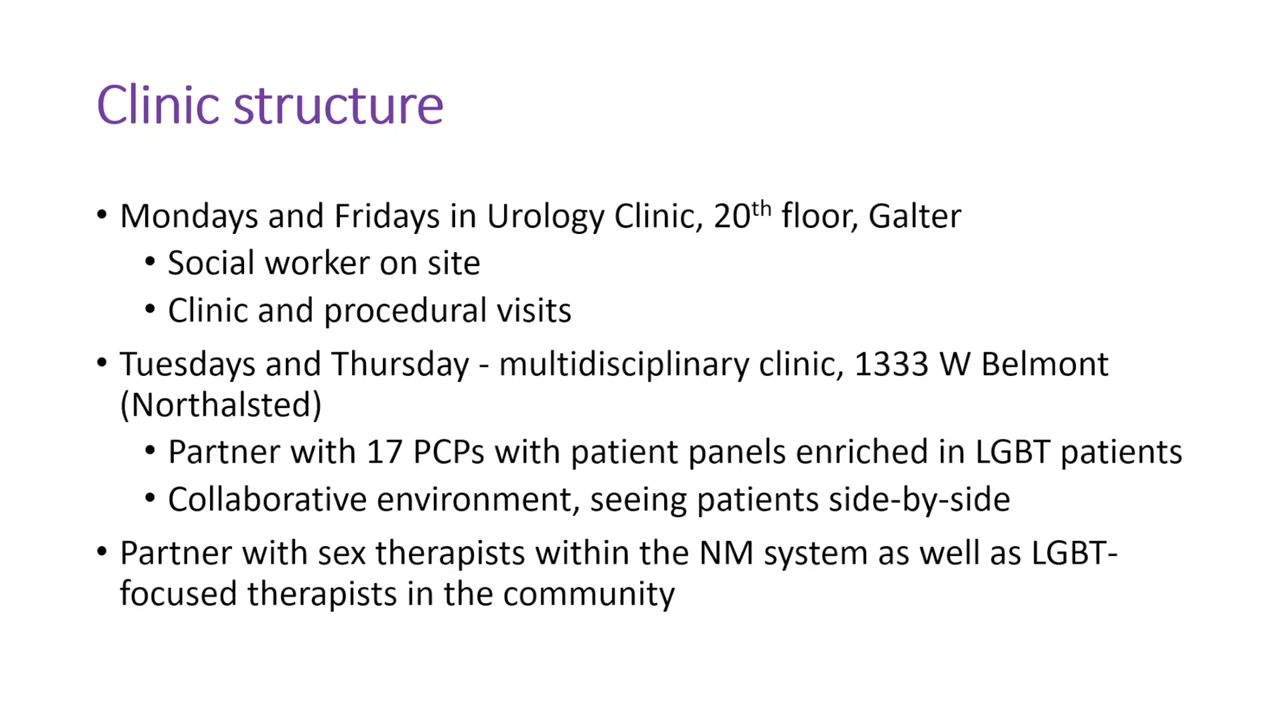 Clinic structure
• Mondays and Fridays in Urology Clinic, 20th floor, Galter
• Social worker on site
• Clinic and procedural visits
• Tuesdays and Thursday - multidisciplinary clinic, 1333 W Belmont
(Northalsted)
• Partner with 17 PCPs with patient panels enriched in LGBT patients
• Collaborative environment, seeing patients side-by-side
• Partner with sex therapists within the NM system as well as LGBT-
focused therapists in the community